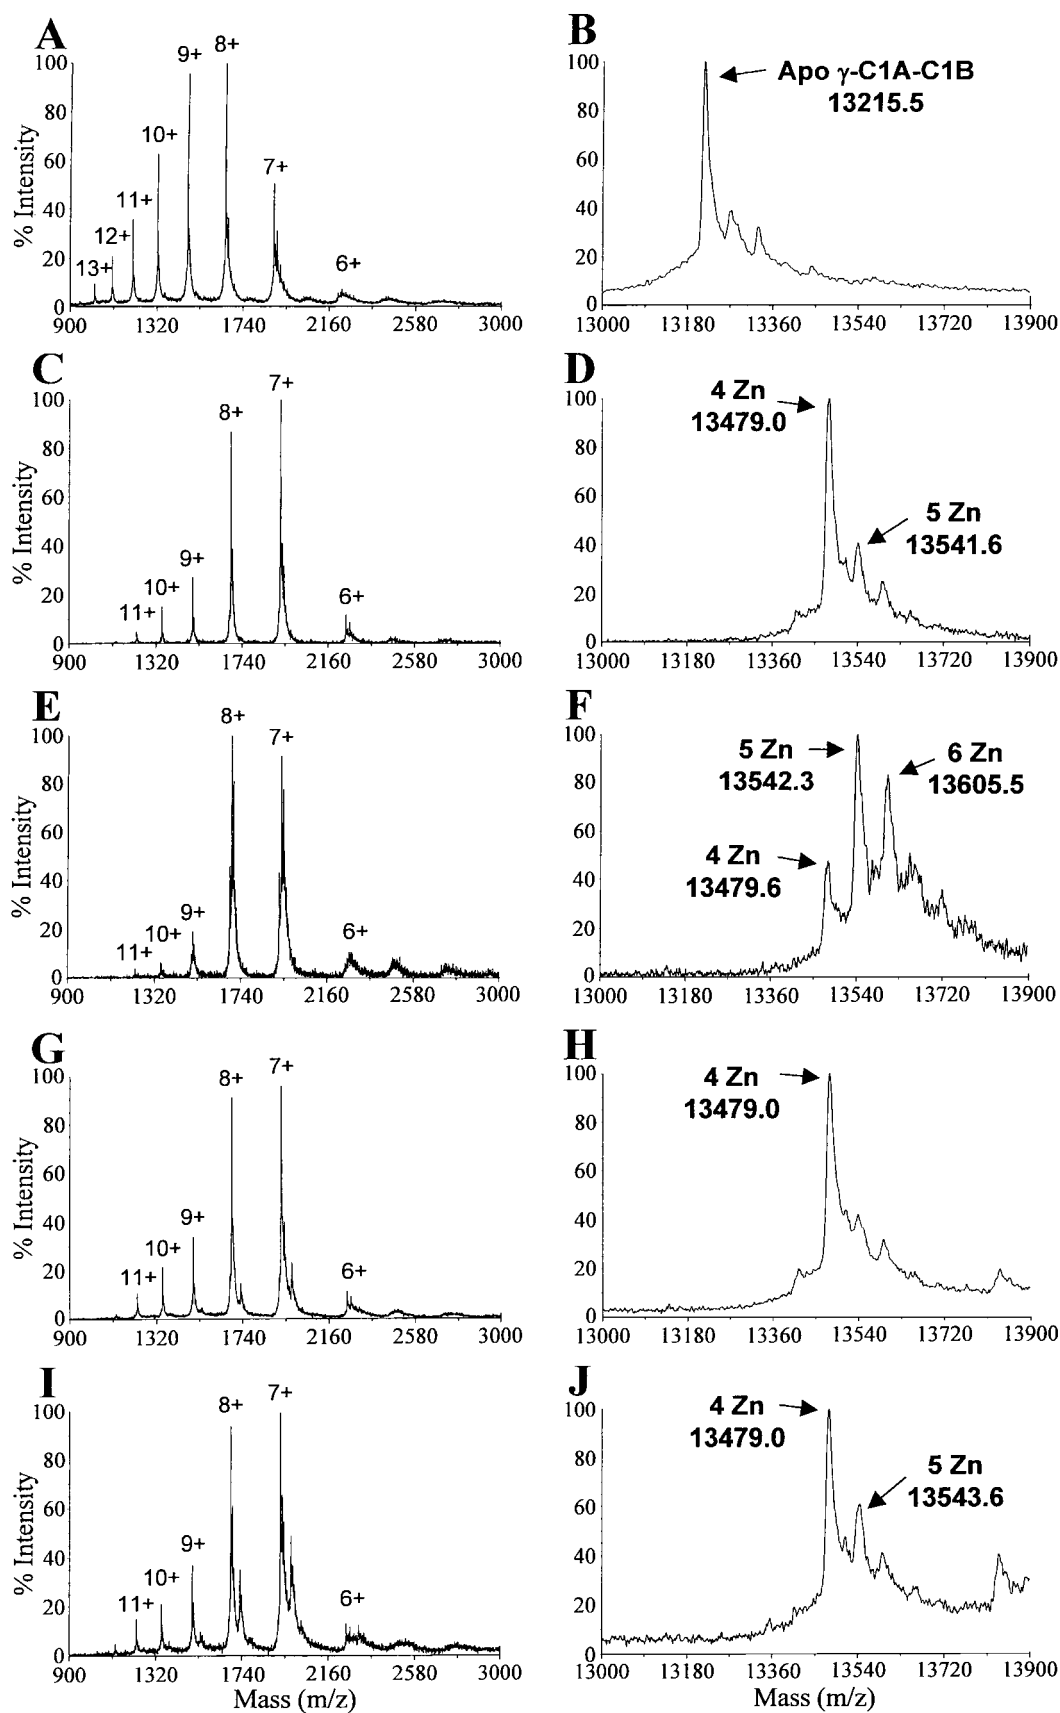 A
% Intensity
100
80
60
40
20
0
13+
12+
11+
10+
9+
8+
7+
6+
900 1320 1740 2160 2580 3000
B
100
80
60
40
20
0
Apo γ-C1A-C1B
13215.5
13000 13180 13360 13540 13720 13900
C
% Intensity
100
80
60
40
20
0
11+
10+
9+
8+
7+
6+
900 1320 1740 2160 2580 3000
D
100
80
60
40
20
0
4 Zn
13479.0
5 Zn
13541.6
13000 13180 13360 13540 13720 13900
E
% Intensity
100
80
60
40
20
0
11+
10+
9+
8+
7+
6+
900 1320 1740 2160 2580 3000
F
100
80
60
40
20
0
5 Zn
13542.3
6 Zn
13605.5
4 Zn
13479.6
13000 13180 13360 13540 13720 13900
G
% Intensity
100
80
60
40
20
0
11+
10+
9+
8+
7+
6+
900 1320 1740 2160 2580 3000
H
100
80
60
40
20
0
4 Zn
13479.0
13000 13180 13360 13540 13720 13900
I
% Intensity
100
80
60
40
20
0
11+
10+
9+
8+
7+
6+
900 1320 1740 2160 2580 3000
Mass (m/z)
J
100
80
60
40
20
0
4 Zn
13479.0
5 Zn
13543.6
13000 13180 13360 13540 13720 13900
Mass (m/z)